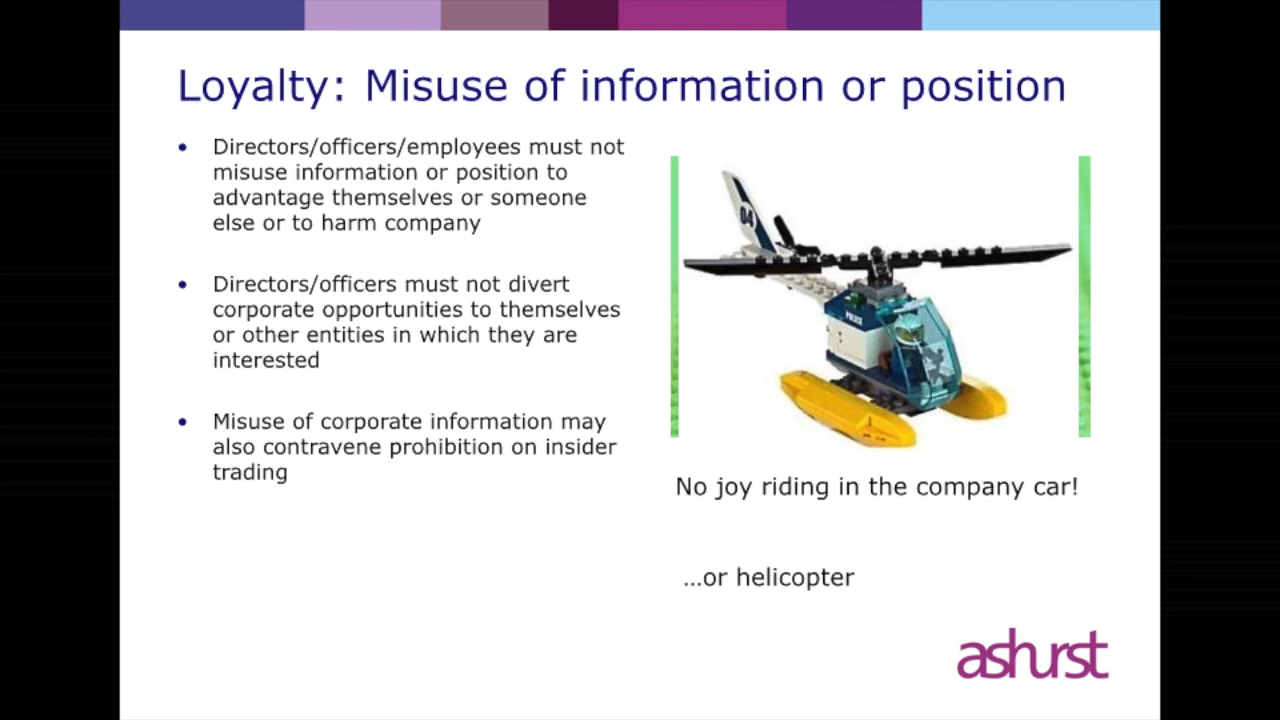 Loyalty: Misuse of information or position
• Directors/officers/employees must not
misuse information or position to
advantage themselves or someone
else or to harm company
• Directors/officers must not divert
corporate opportunities to themselves
or other entities in which they are
interested
• Misuse of corporate information may
also contravene prohibition on insider
trading
04
POLICE
No joy riding in the company car!
...or helicopter
ashurst